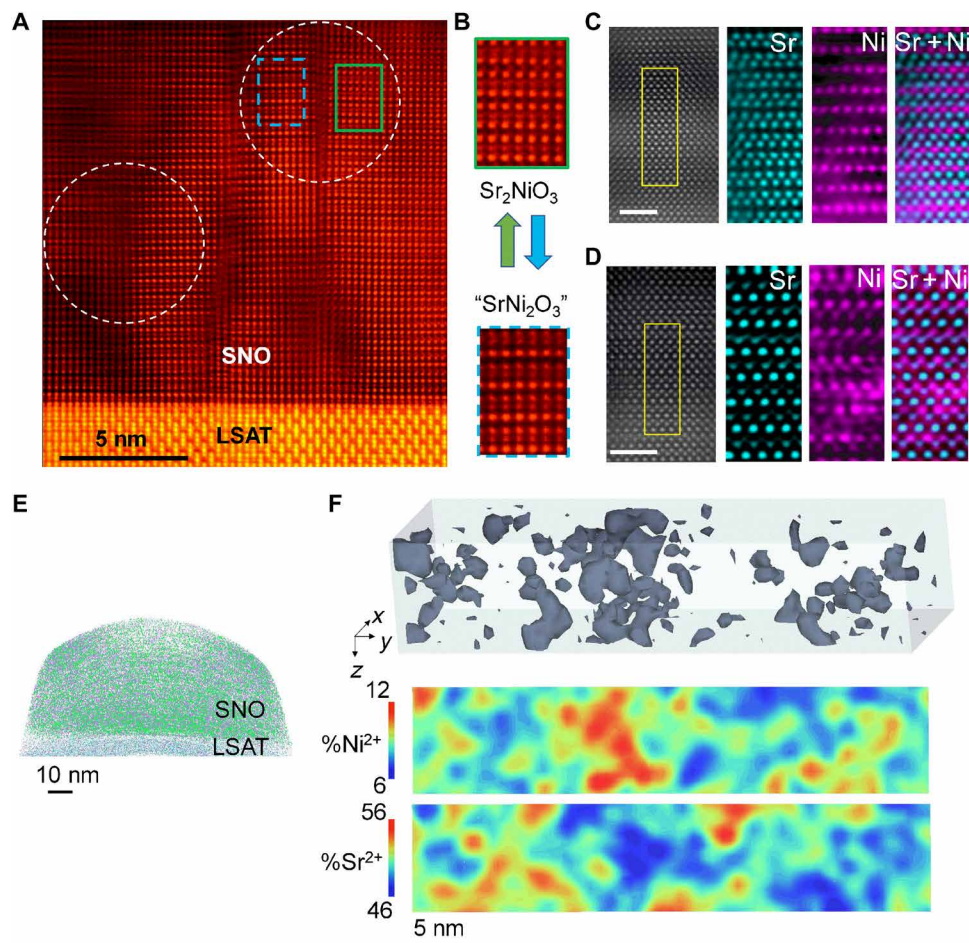 A
SNO
LSAT
5 nm
B
Sr₂NiO₃
“SrNi₂O₃”
C
Sr
Ni
Sr + Ni
D
Sr
Ni
Sr + Ni
E
SNO
LSAT
10 nm
F
x
y
z
12
%Ni²⁺
6
56
%Sr²⁺
46
5 nm